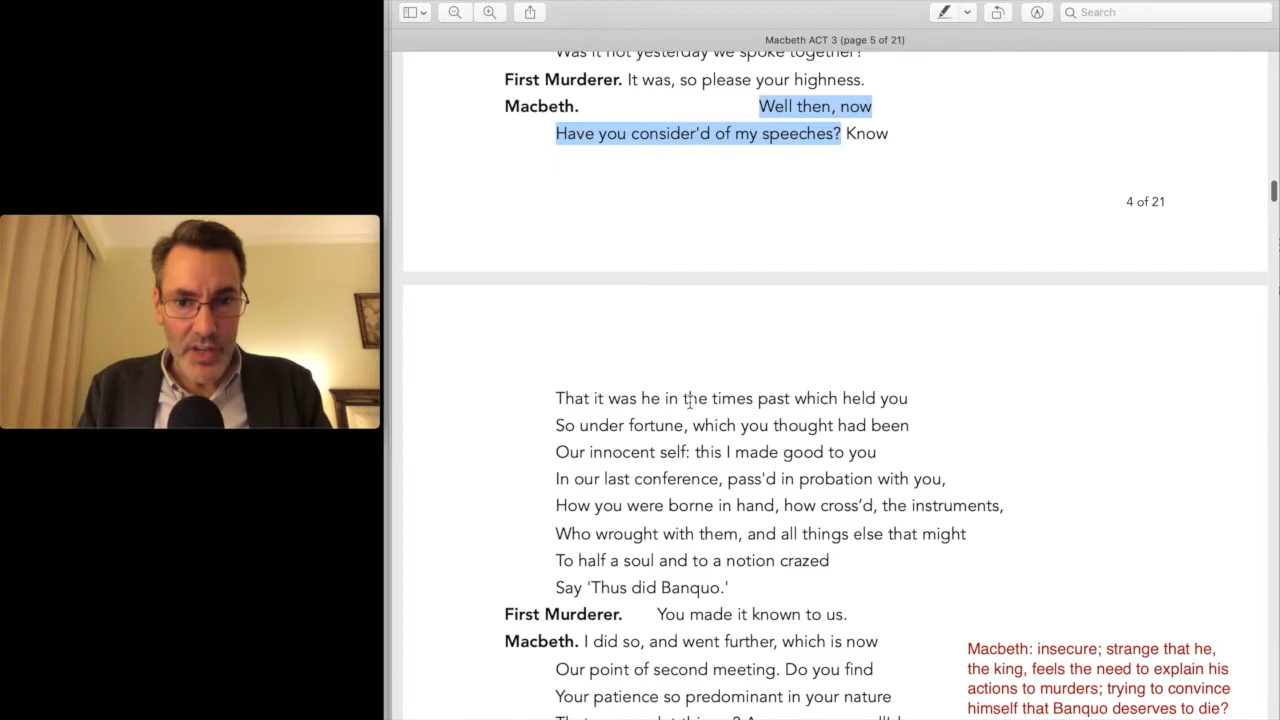 Search
Macbeth ACT 3 (page 5 of 21)
Was it not yesterday we spoke together?
First Murderer. It was, so please your highness.
Macbeth. Well then, now
Have you consider'd of my speeches? Know
4 of 21
That it was he in the times past which held you
So under fortune, which you thought had been
Our innocent self: this I made good to you
In our last conference, pass'd in probation with you,
How you were borne in hand, how cross’d, the instruments,
Who wrought with them, and all things else that might
To half a soul and to a notion crazed
Say 'Thus did Banquo.'
First Murderer. You made it known to us.
Macbeth. I did so, and went further, which is now
Our point of second meeting. Do you find
Your patience so predominant in your nature
Macbeth: insecure; strange that he,
the king, feels the need to explain his
actions to murders; trying to convince
himself that Banquo deserves to die?